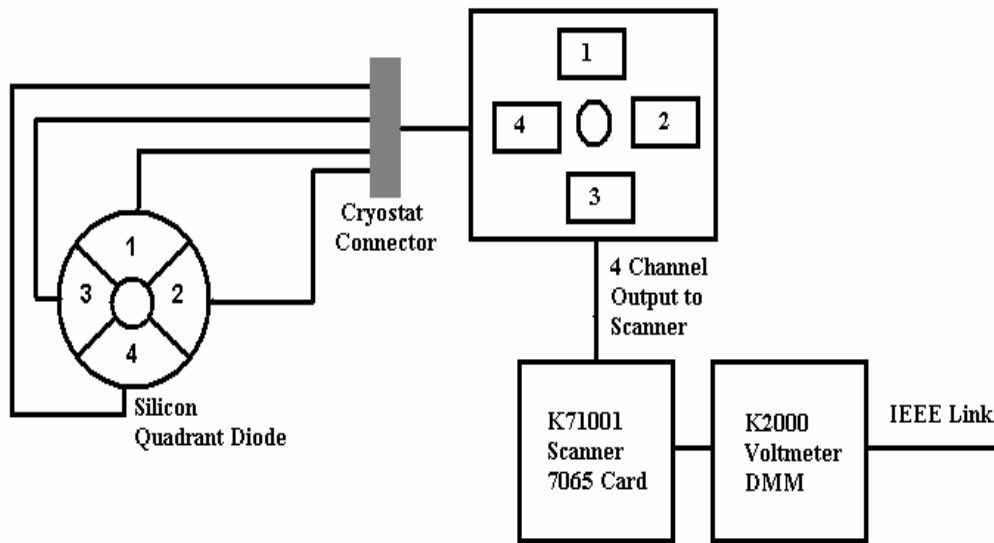 1
4
2
3
Cryostat
Connector
1
3
2
4
Silicon
Quadrant Diode
4 Channel
Output to
Scanner
K71001
Scanner
7065 Card
K2000
Voltmeter
DMM
IEEE Link